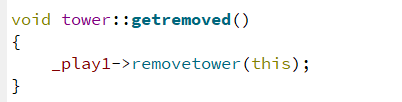 void tower::getremoved()
{
    _play1->removetower(this);
}